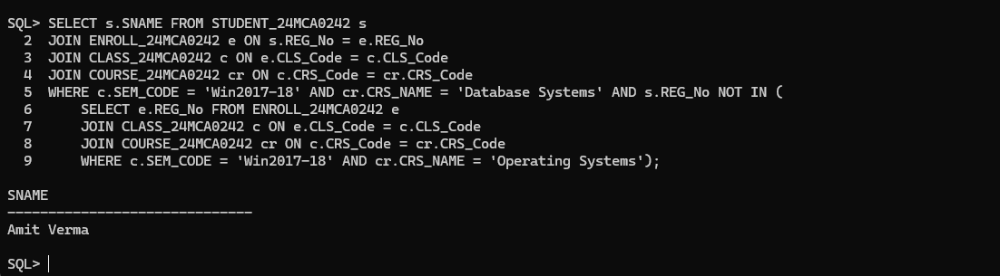 SQL> SELECT s.SNAME FROM STUDENT_24MCA0242 s
  2  JOIN ENROLL_24MCA0242 e ON s.REG_No = e.REG_No
  3  JOIN CLASS_24MCA0242 c ON e.CLS_Code = c.CLS_Code
  4  JOIN COURSE_24MCA0242 cr ON c.CRS_Code = cr.CRS_Code
  5  WHERE c.SEM_CODE = 'Win2017-18' AND cr.CRS_NAME = 'Database Systems' AND s.REG_No NOT IN (
  6      SELECT e.REG_No FROM ENROLL_24MCA0242 e
  7      JOIN CLASS_24MCA0242 c ON e.CLS_Code = c.CLS_Code
  8      JOIN COURSE_24MCA0242 cr ON c.CRS_Code = cr.CRS_Code
  9      WHERE c.SEM_CODE = 'Win2017-18' AND cr.CRS_NAME = 'Operating Systems');
SNAME
------------------------------
Amit Verma
SQL>